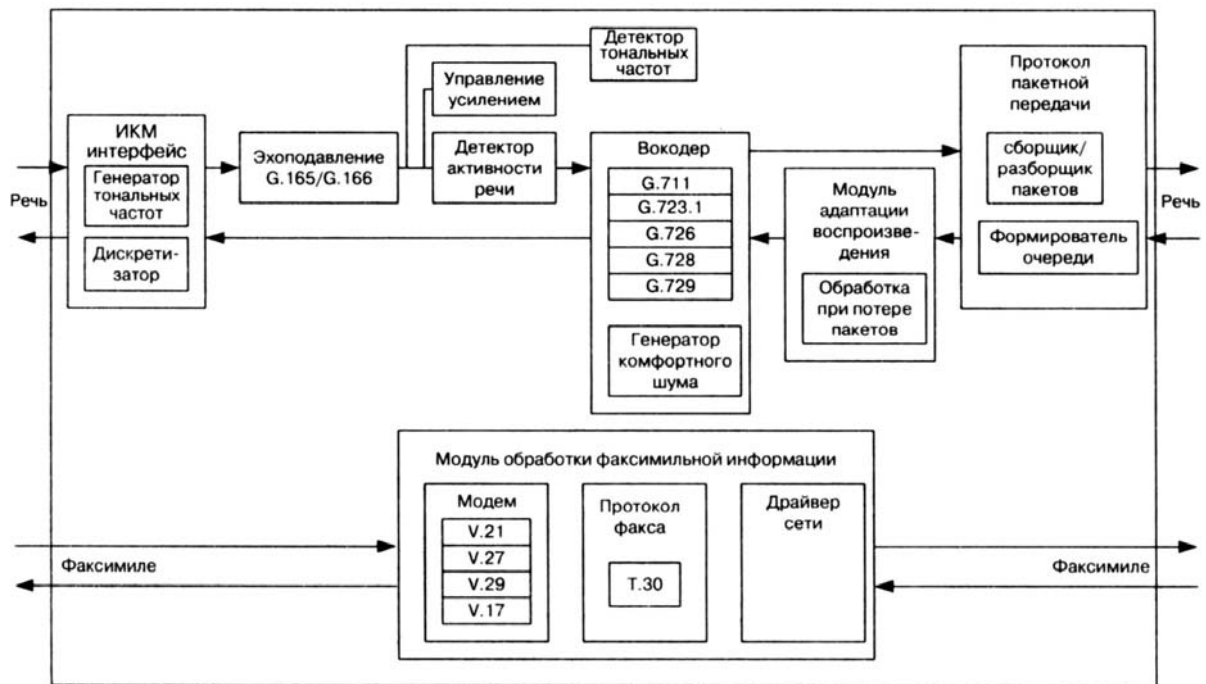 Детектор
тональных
частот
Управление
усилением
Протокол
пакетной
передачи
сборщик/
разборщик
пакетов
Формирователь
очереди
ИКМ
интерфейс
Генератор
тональных
частот
Дискрети-
затор
Эхоподавление
G.165/G.166
Детектор
активности
речи
Вокодер
G.711
G.723.1
G.726
G.728
G.729
Генератор
комфортного
шума
Модуль
адаптации
воспроизве-
дения
Обработка
при потере
пакетов
Речь
Речь
Модуль обработки факсимильной информации
Модем
V.21
V.27
V.29
V.17
Протокол
факса
T.30
Драйвер
сети
Факсимиле
Факсимиле